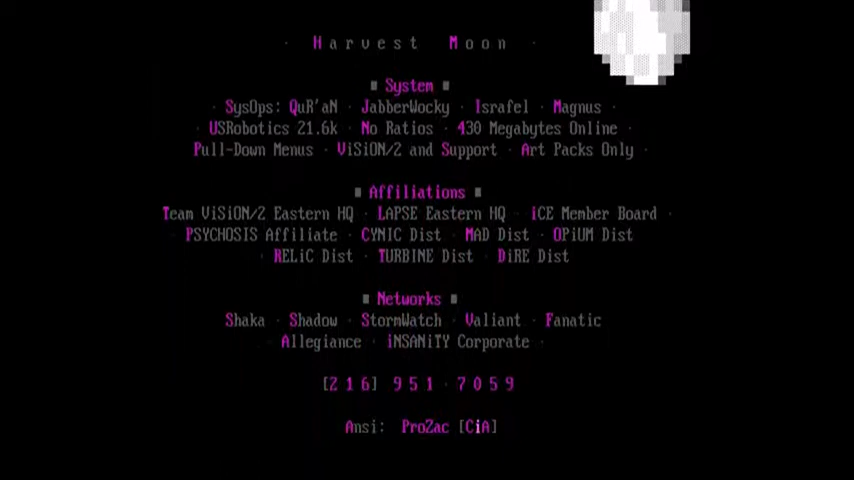 · Harvest Moon ·
■ System ■
· SysOps: QuR'aN · JabberWocky · Israfel · Magnus ·
· USRobotics 21.6k · No Ratios · 430 Megabytes Online ·
Pull-Down Menus · ViSiON/2 and Support · Art Packs Only ·
■ Affiliations ■
Team ViSiON/2 Eastern HQ · LAPSE Eastern HQ · iCE Member Board ·
· PSYCHOSIS Affiliate · CYNIC Dist · MAD Dist · OPiUM Dist
· RELiC Dist · TURBINE Dist · DiRE Dist
■ Networks ■
Shaka · Shadow · StormWatch · Valiant · Fanatic
· Allegiance · iNSANiTY Corporate ·
[216] 951·7059
Ansi: ProZac [CiA]